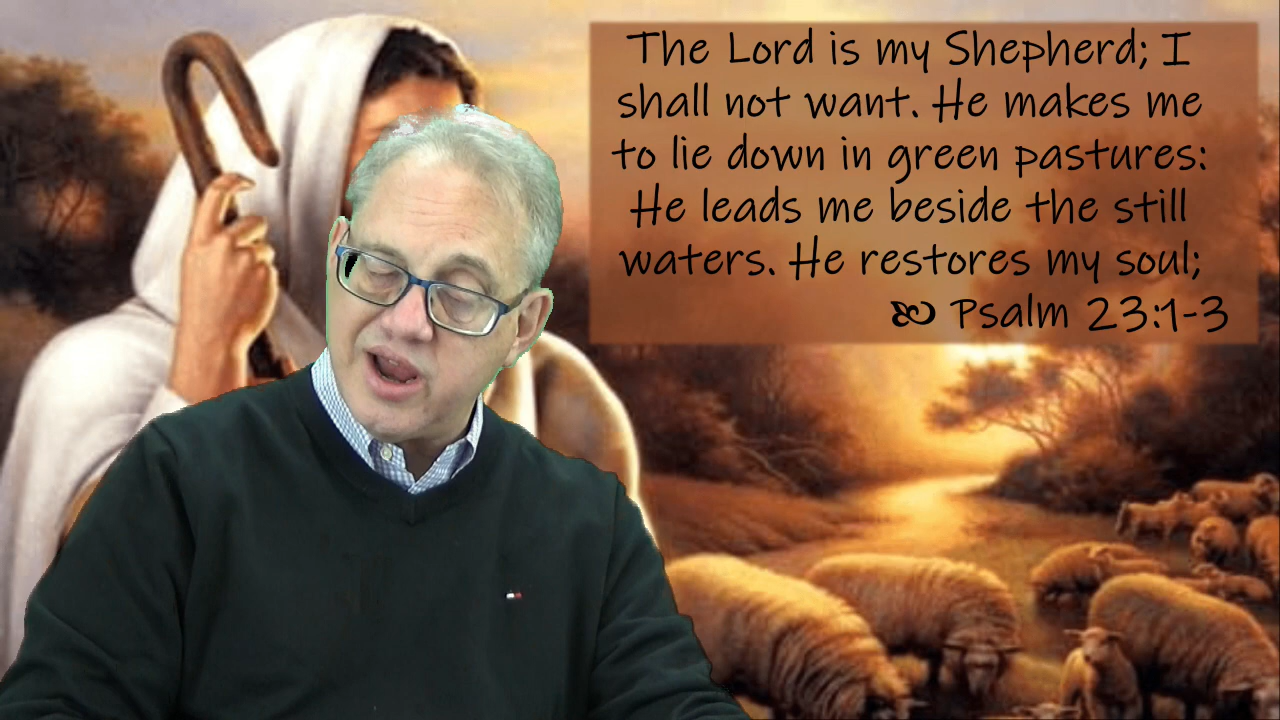 The Lord is my Shepherd; I
shall not want. He makes me
to lie down in green pastures:
He leads me beside the still
waters. He restores my soul;
Psalm 23:1-3